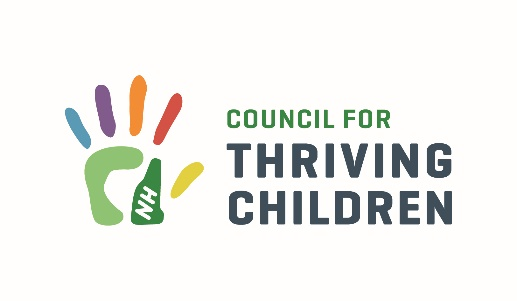 NH
COUNCIL FOR
THRIVING
CHILDREN